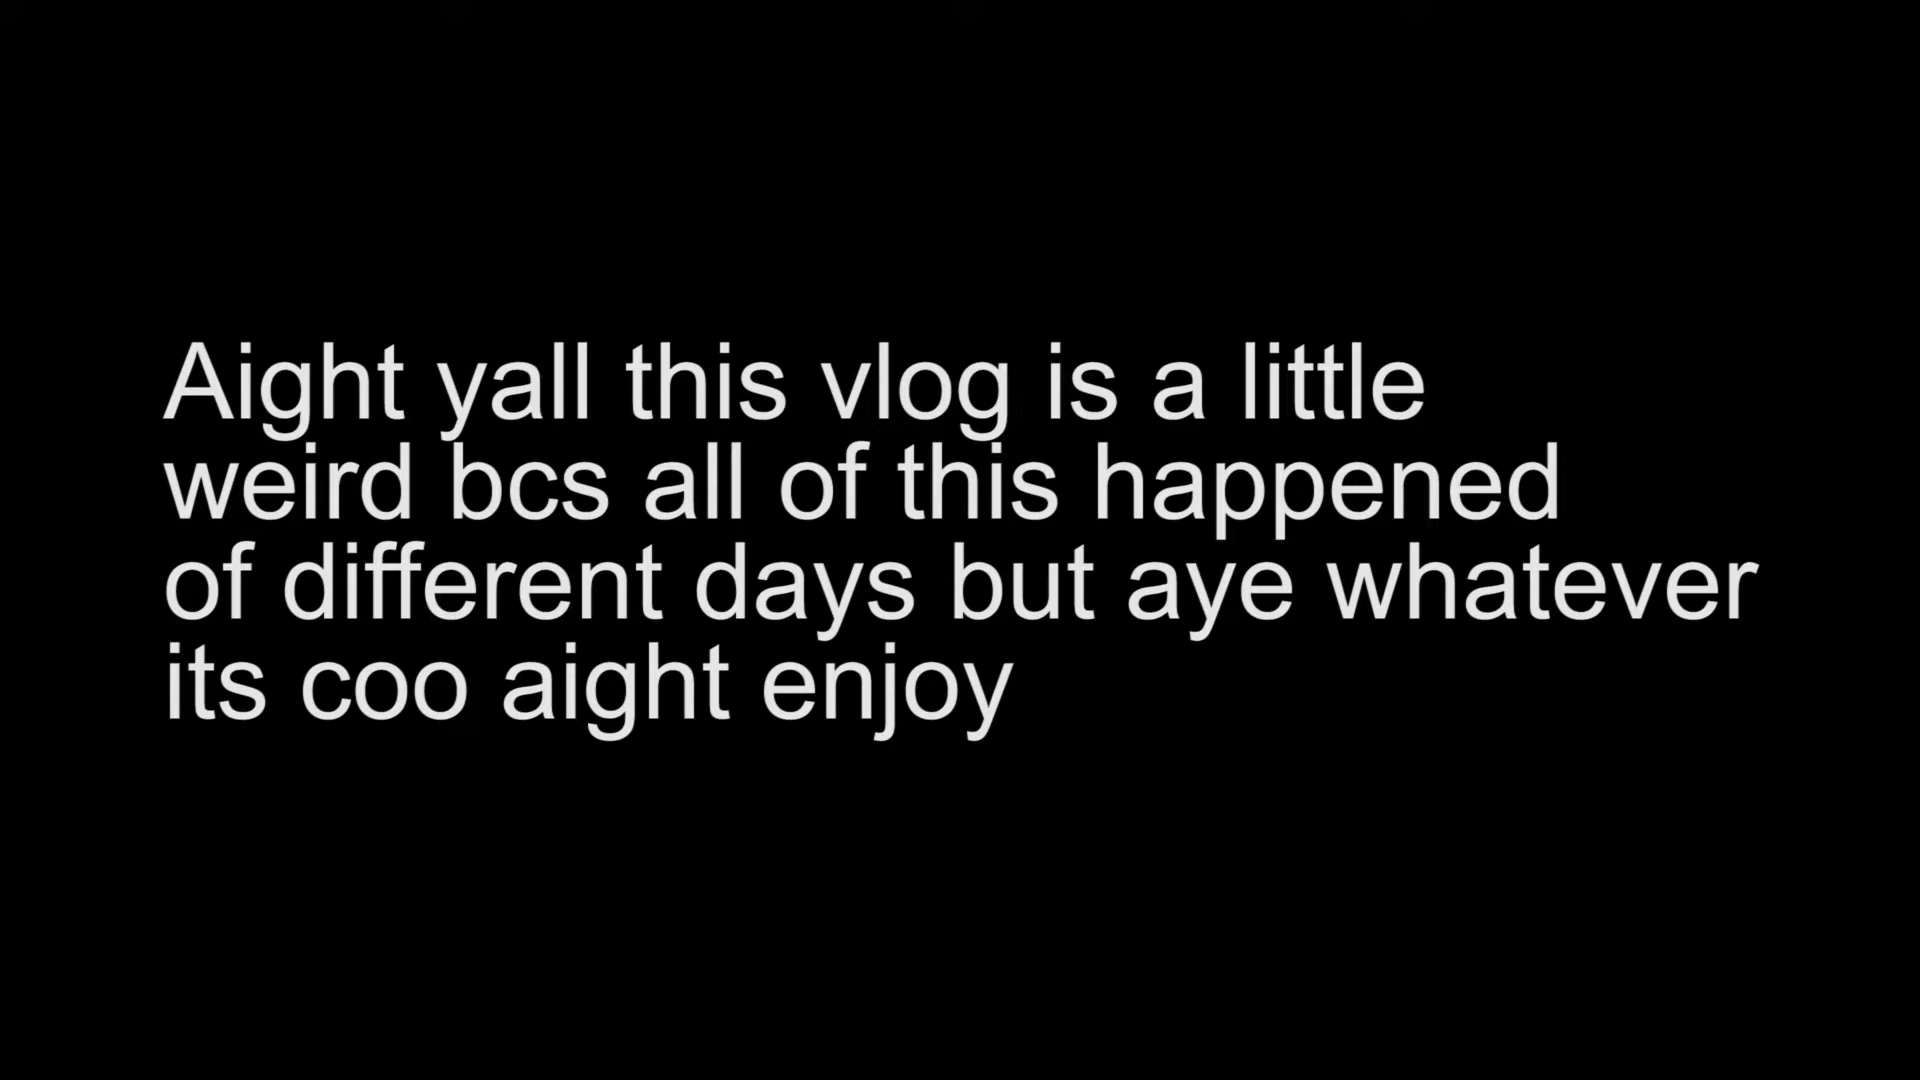 Aight yall this vlog is a little
weird bcs all of this happened
of different days but aye whatever
its coo aight enjoy